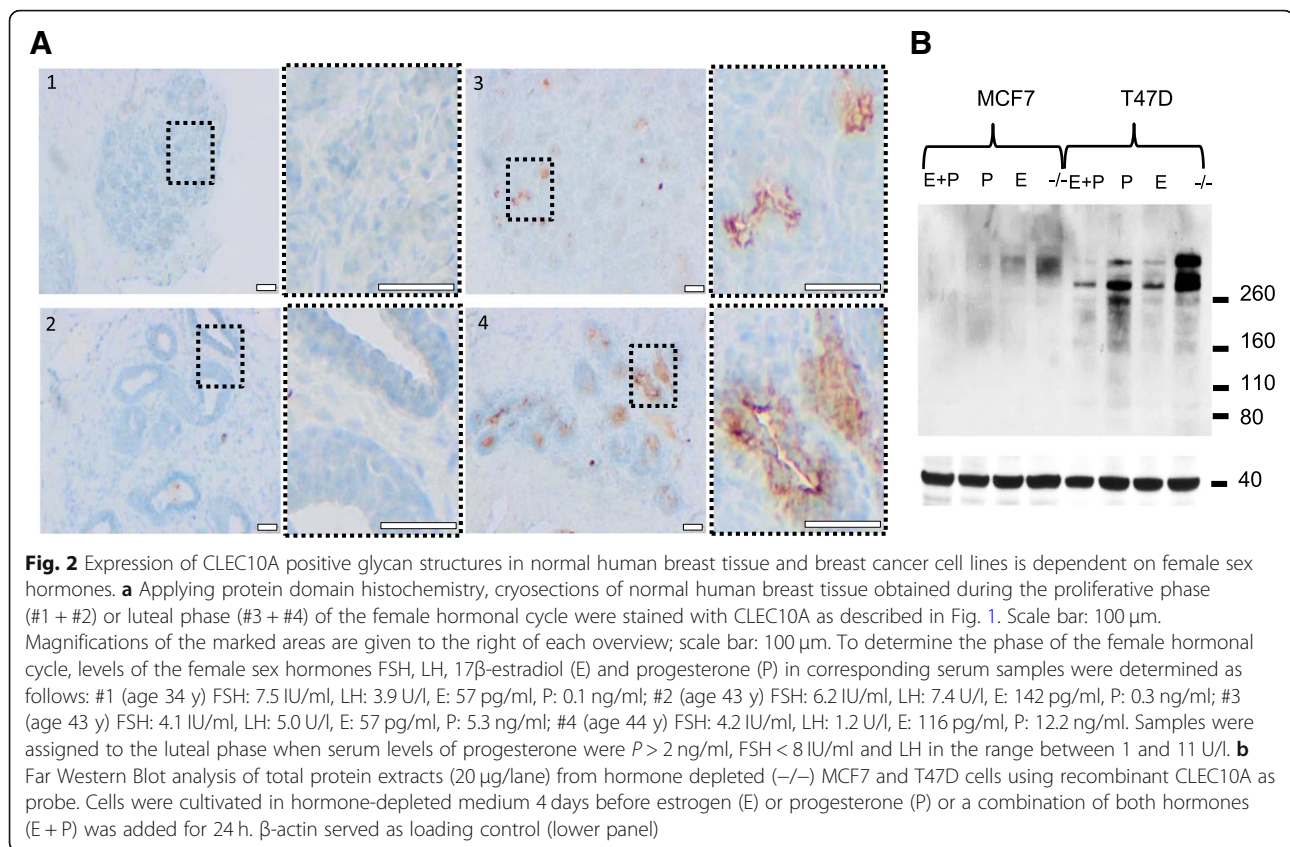 A
B
1
3
2
4
MCF7 T47D
E+P P E -/- E+P P E -/-
260
160
110
80
40
Fig. 2 Expression of CLEC10A positive glycan structures in normal human breast tissue and breast cancer cell lines is dependent on female sex
hormones. a Applying protein domain histochemistry, cryosections of normal human breast tissue obtained during the proliferative phase
(#1 + #2) or luteal phase (#3 + #4) of the female hormonal cycle were stained with CLEC10A as described in Fig. 1. Scale bar: 100 μm.
Magnifications of the marked areas are given to the right of each overview; scale bar: 100 μm. To determine the phase of the female hormonal
cycle, levels of the female sex hormones FSH, LH, 17β-estradiol (E) and progesterone (P) in corresponding serum samples were determined as
follows: #1 (age 34 y) FSH: 7.5 IU/ml, LH: 3.9 U/l, E: 57 pg/ml, P: 0.1 ng/ml; #2 (age 43 y) FSH: 6.2 IU/ml, LH: 7.4 U/l, E: 142 pg/ml, P: 0.3 ng/ml; #3
(age 43 y) FSH: 4.1 IU/ml, LH: 5.0 U/l, E: 57 pg/ml, P: 5.3 ng/ml; #4 (age 44 y) FSH: 4.2 IU/ml, LH: 1.2 U/l, E: 116 pg/ml, P: 12.2 ng/ml. Samples were
assigned to the luteal phase when serum levels of progesterone were P > 2 ng/ml, FSH < 8 IU/ml and LH in the range between 1 and 11 U/l. b
Far Western Blot analysis of total protein extracts (20 μg/lane) from hormone depleted (−/−) MCF7 and T47D cells using recombinant CLEC10A as
probe. Cells were cultivated in hormone-depleted medium 4 days before estrogen (E) or progesterone (P) or a combination of both hormones
(E + P) was added for 24 h. β-actin served as loading control (lower panel)